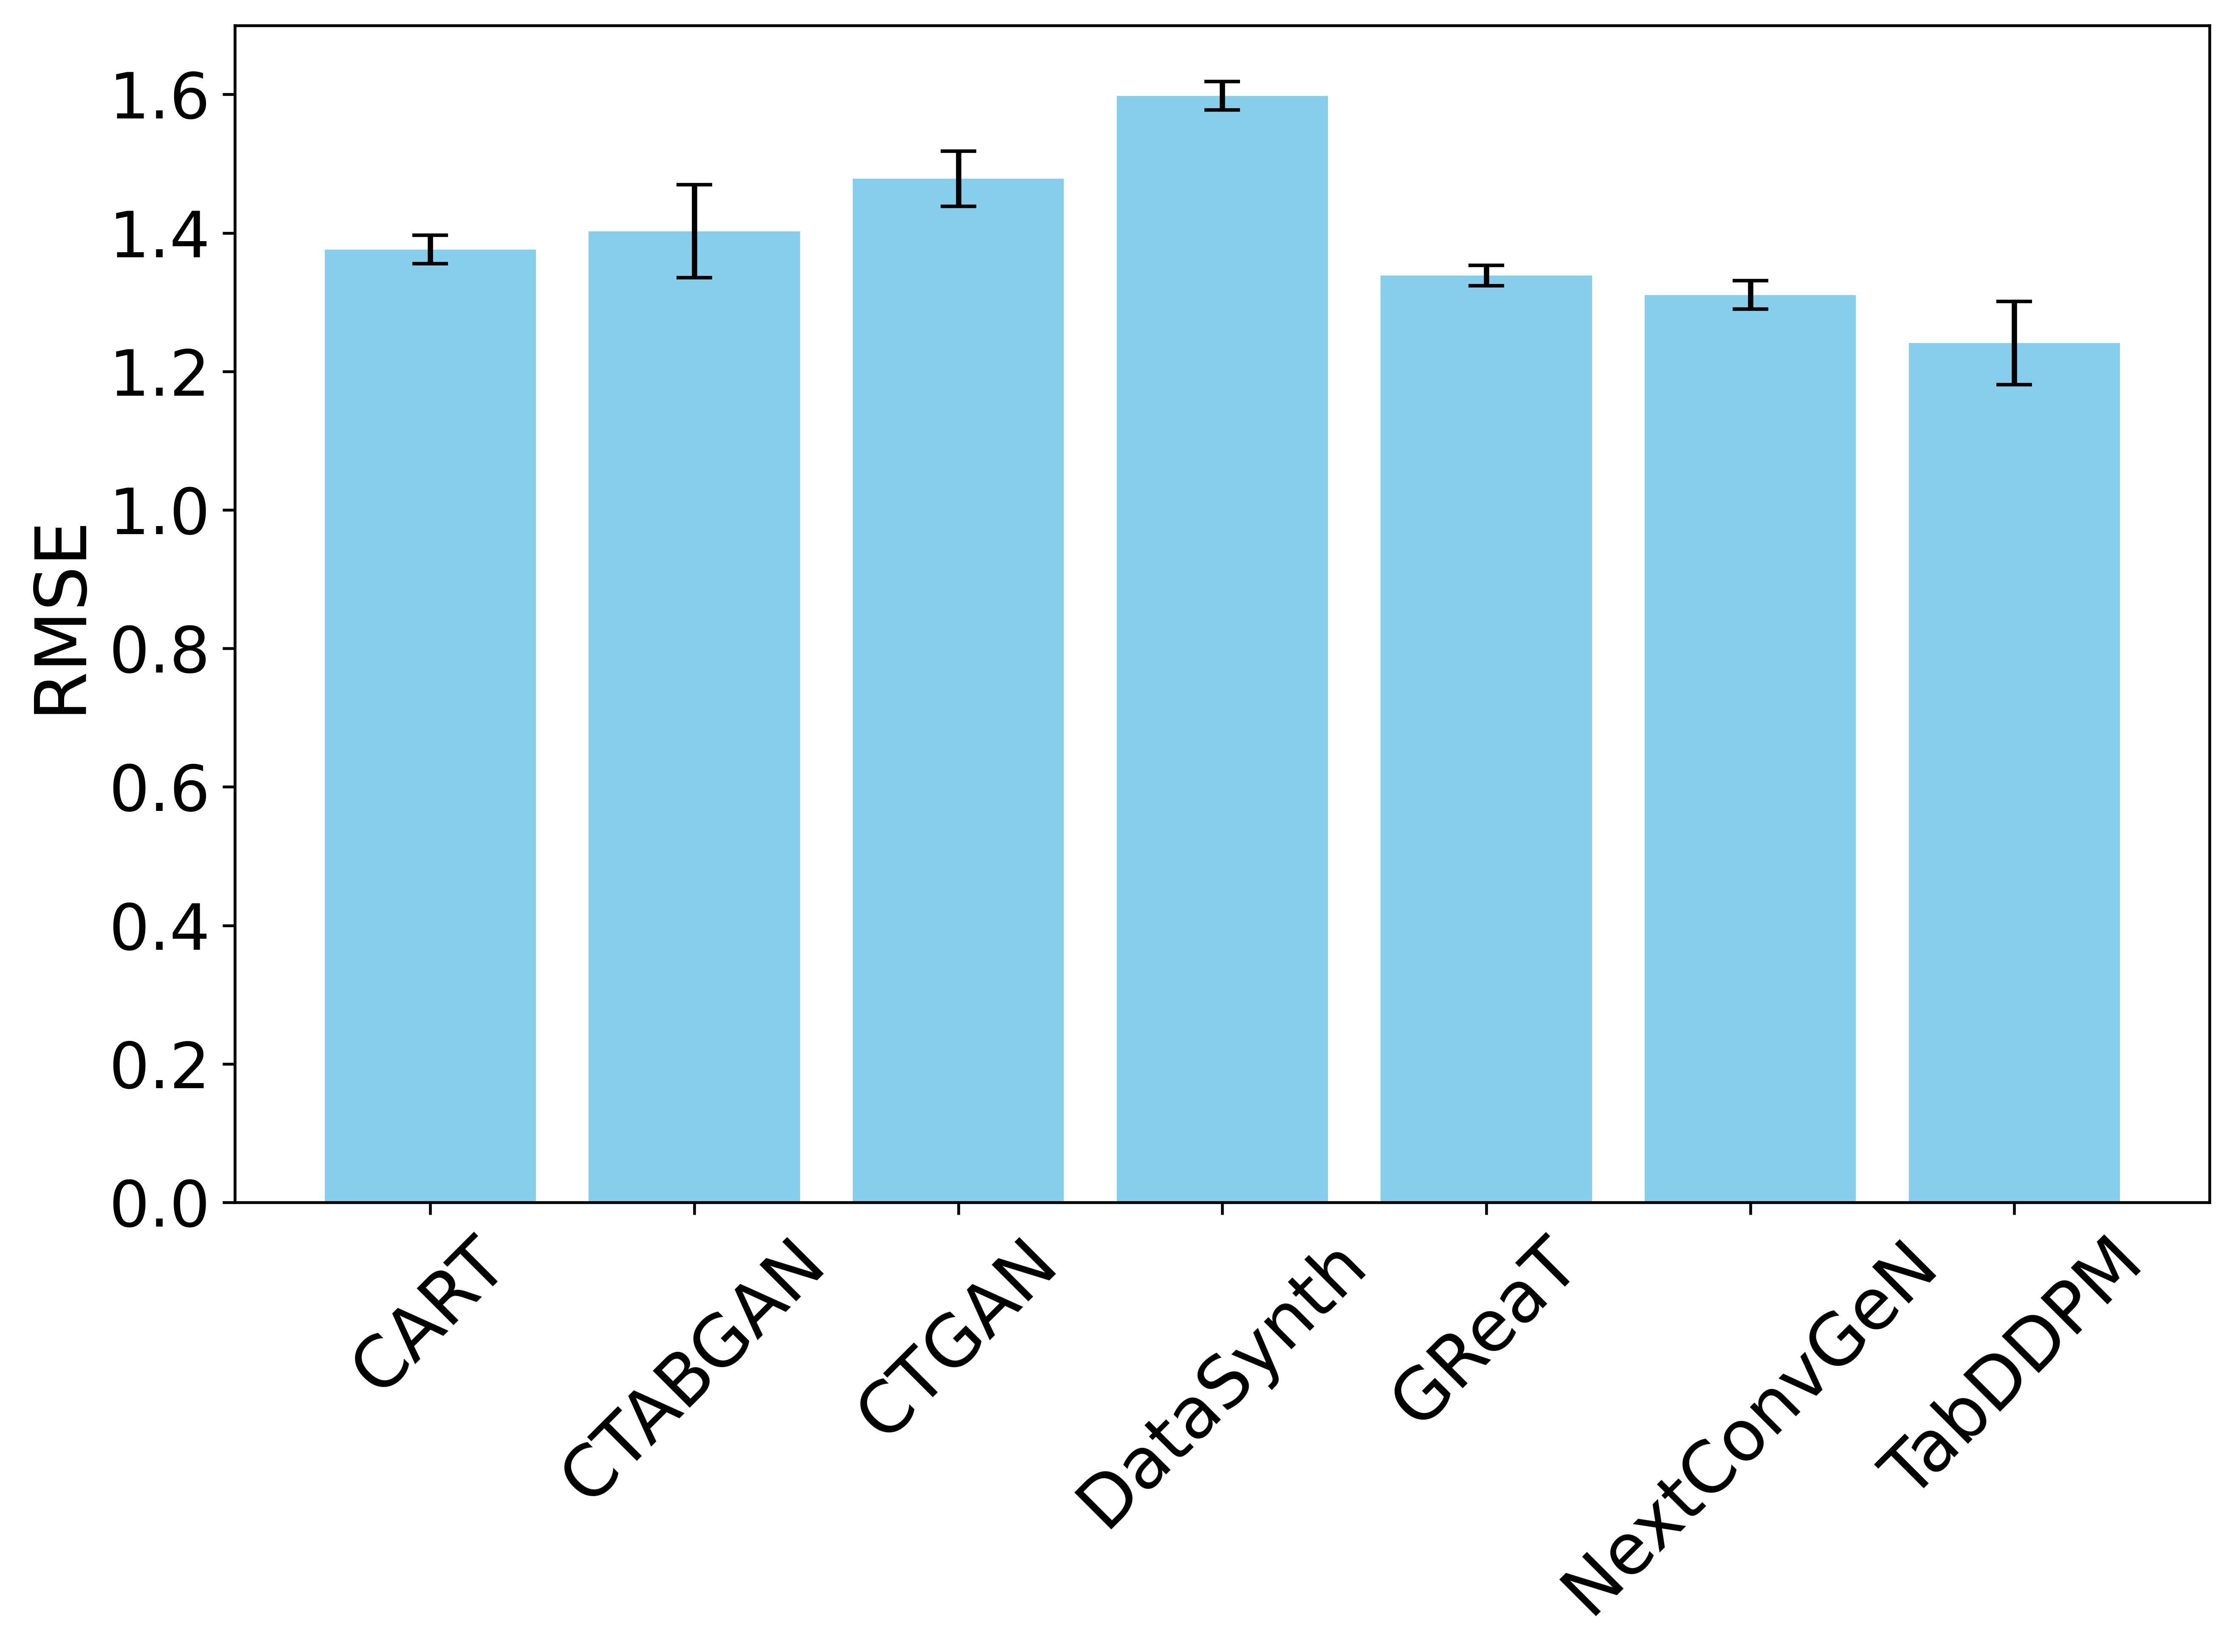 RMSE
1.6
1.4
1.2
1.0
0.8
0.6
0.4
0.2
0.0
CART
CTABGAN
CTGAN
DataSynth
GReaT
NextConvGeN
TabDDPM